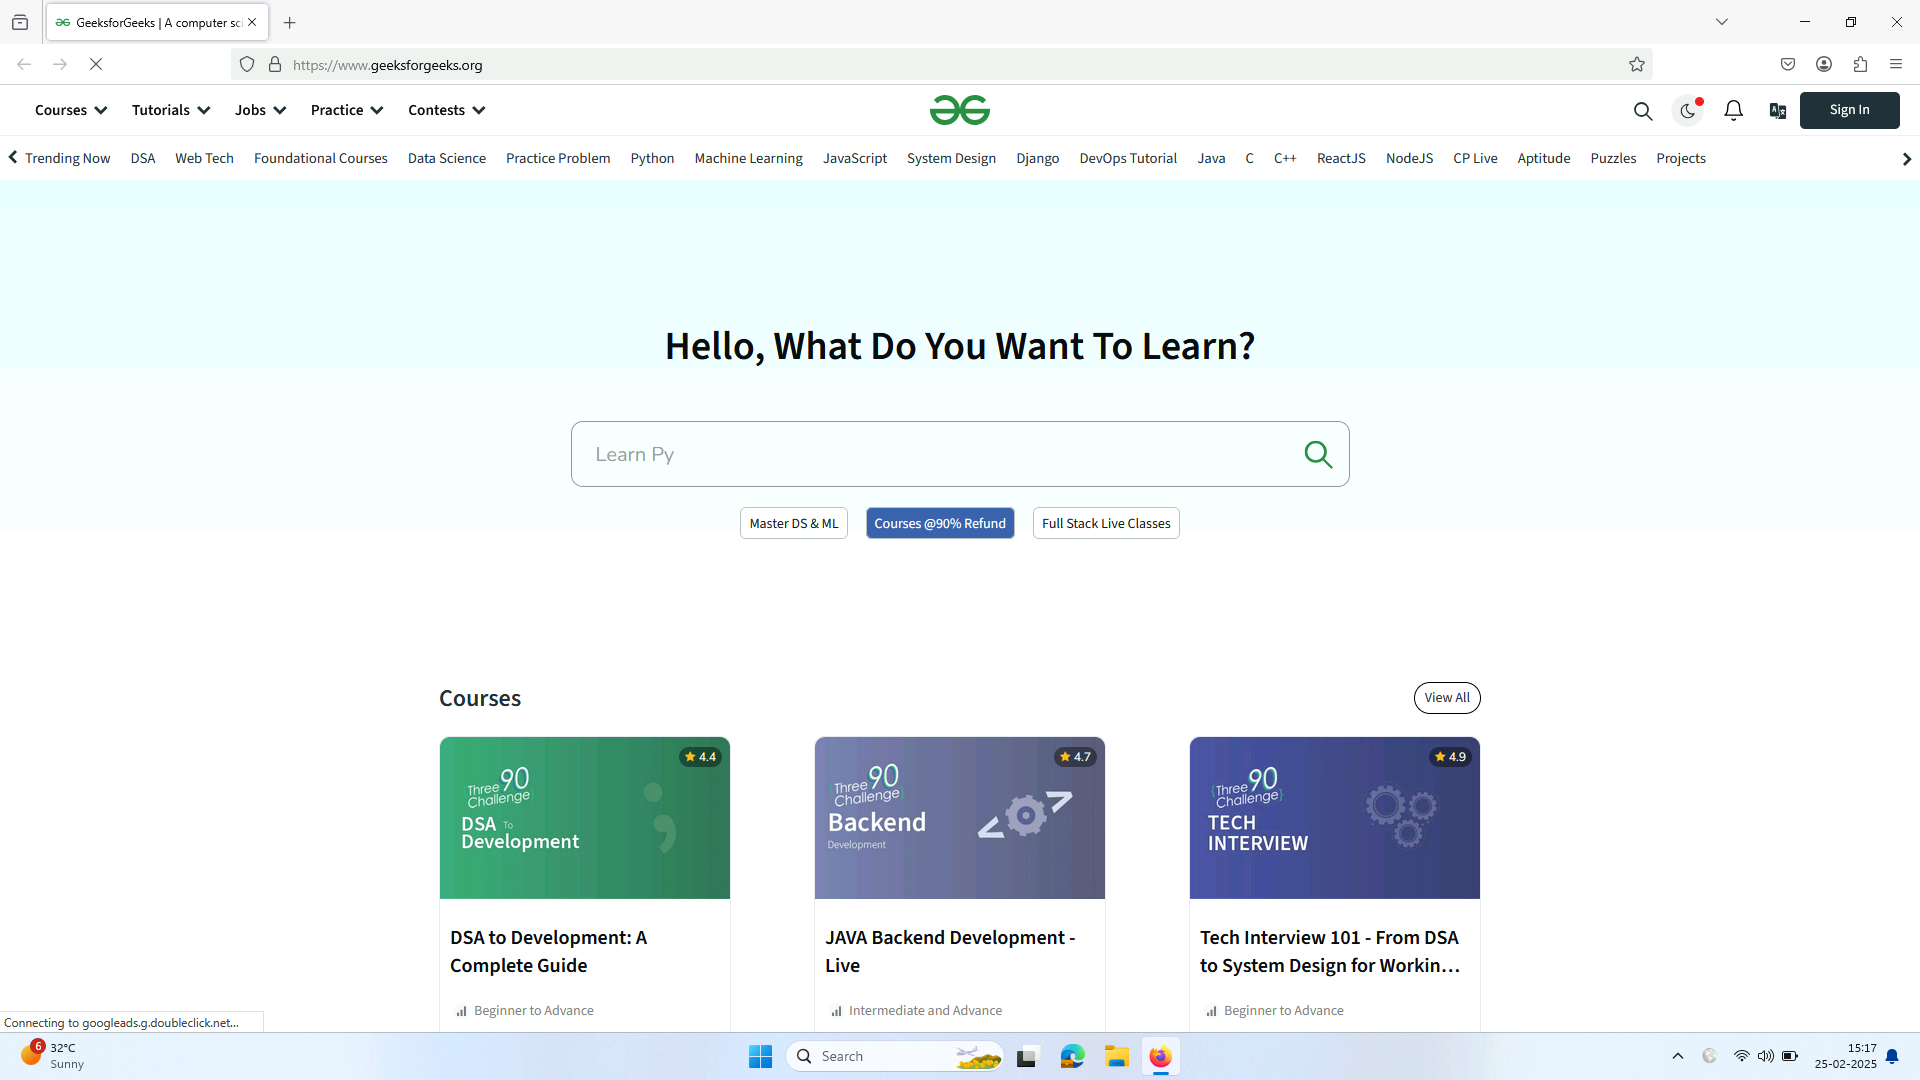 GeeksforGeeks | A computer sci
https://www.geeksforgeeks.org
Courses Tutorials Jobs Practice Contests Sign In
Trending Now DSA Web Tech Foundational Courses Data Science Practice Problem Python Machine Learning JavaScript System Design Django DevOps Tutorial Java C C++ ReactJS NodeJS CP Live Aptitude Puzzles Projects
Hello, What Do You Want To Learn?
Learn Py
Master DS & ML Courses @90% Refund Full Stack Live Classes
Courses View All
4.4
Three 90 Challenge
DSA To
Development
4.7
Three 90 Challenge
Backend
Development
4.9
{Three 90 Challenge}
TECH
INTERVIEW
DSA to Development: A
Complete Guide
Beginner to Advance
JAVA Backend Development -
Live
Intermediate and Advance
Tech Interview 101 - From DSA
to System Design for Workin...
Beginner to Advance
Connecting to googleads.g.doubleclick.net...
6
32°C
Sunny
Search
15:17
25-02-2025